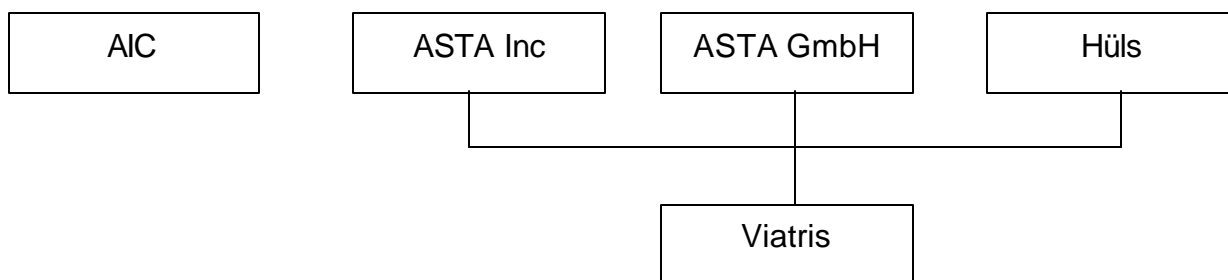 AIC
ASTA Inc
ASTA GmbH
Hüls
Viatris